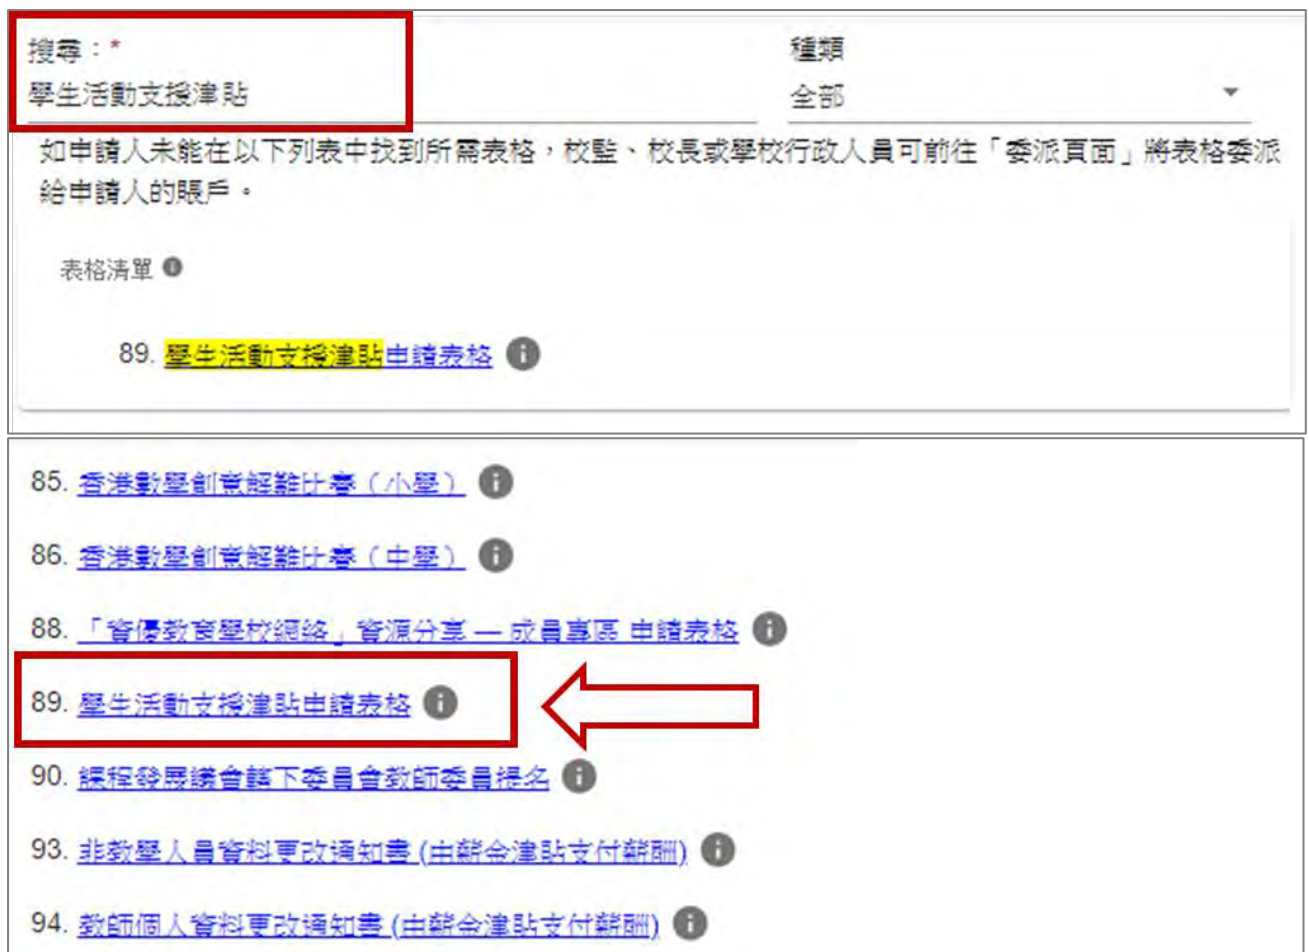 搜尋：*
種類
學生活動支援津貼
全部
如申請人未能在以下列表中找到所需表格，校監、校長或學校行政人員可前往「委派頁面」將表格委派
給申請人的賬戶。
表格清單
89. 學生活動支援津貼申請表格
85. 香港數學創意解難比賽（小學）
86. 香港數學創意解難比賽（中學）
88. 「資優教育學校網絡」資源分享 — 成員專區 申請表格
89. 學生活動支援津貼申請表格
90. 課程發展議會轄下委員會教師委員提名
93. 非教學人員資料更改通知書 (由薪金津貼支付薪酬)
94. 教師個人資料更改通知書 (由薪金津貼支付薪酬)